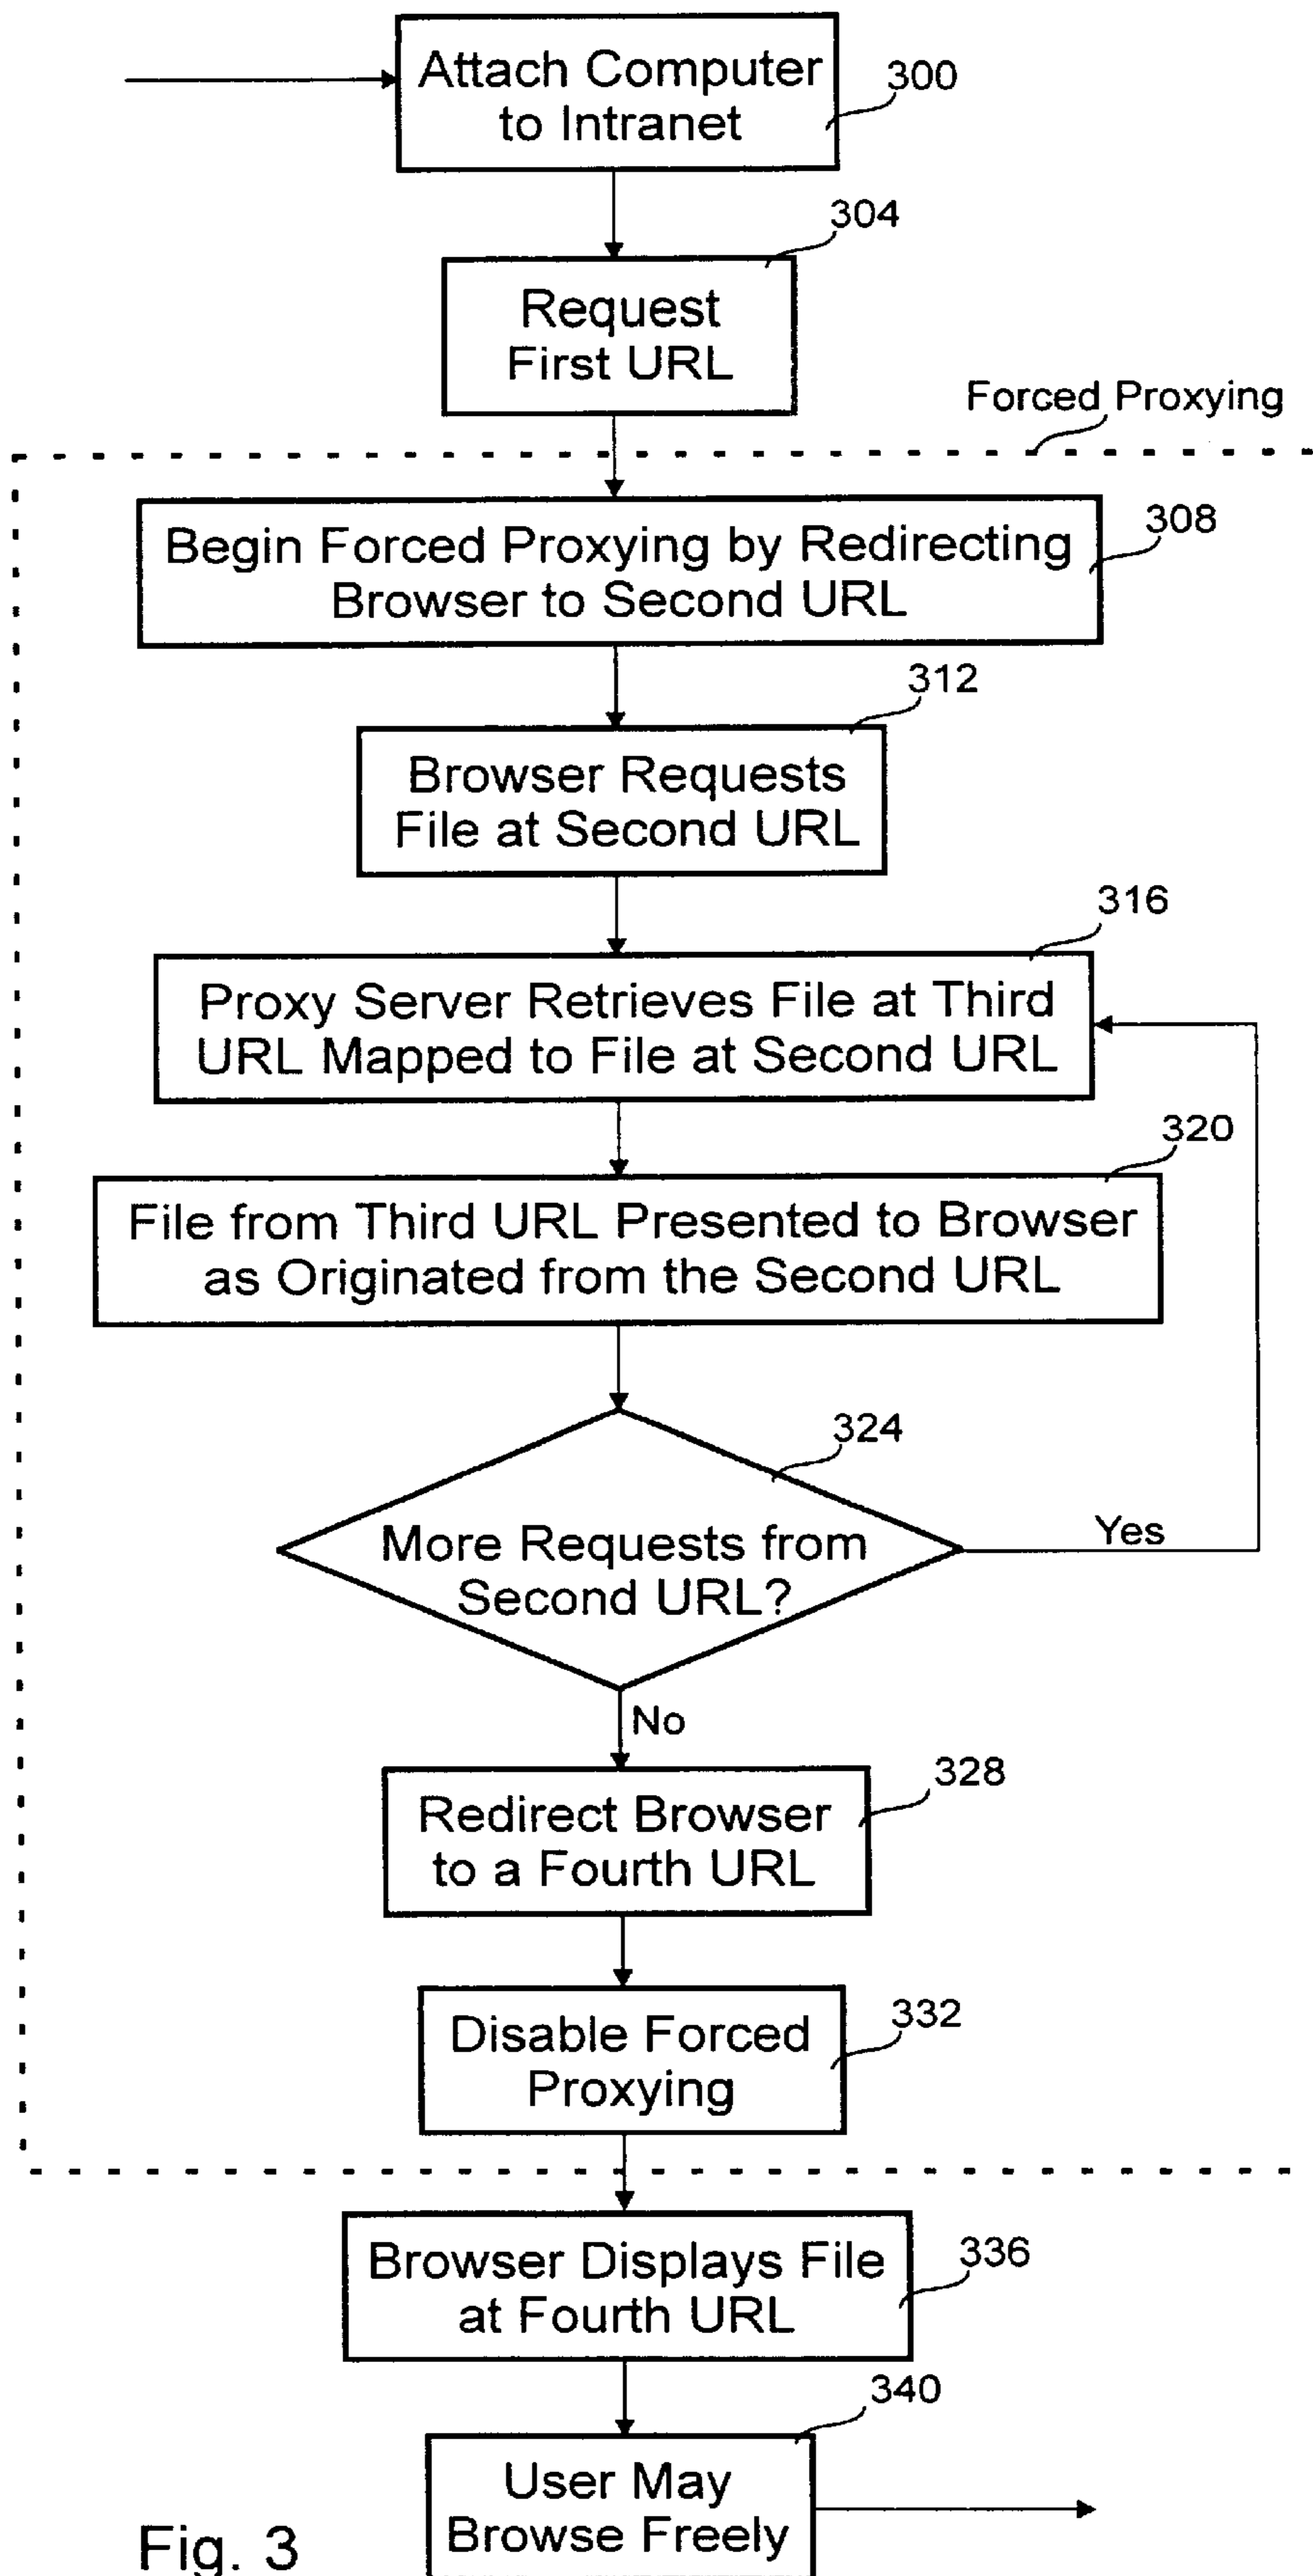 Attach Computer
to Intranet
300
304
Request
First URL
Forced Proxying
308
Begin Forced Proxying by Redirecting
Browser to Second URL
312
Browser Requests
File at Second URL
316
Proxy Server Retrieves File at Third
URL Mapped to File at Second URL
320
File from Third URL Presented to Browser
as Originated from the Second URL
324
More Requests from
Second URL?
Yes
No
328
Redirect Browser
to a Fourth URL
332
Disable Forced
Proxying
336
Browser Displays File
at Fourth URL
340
User May
Browse Freely
Fig. 3